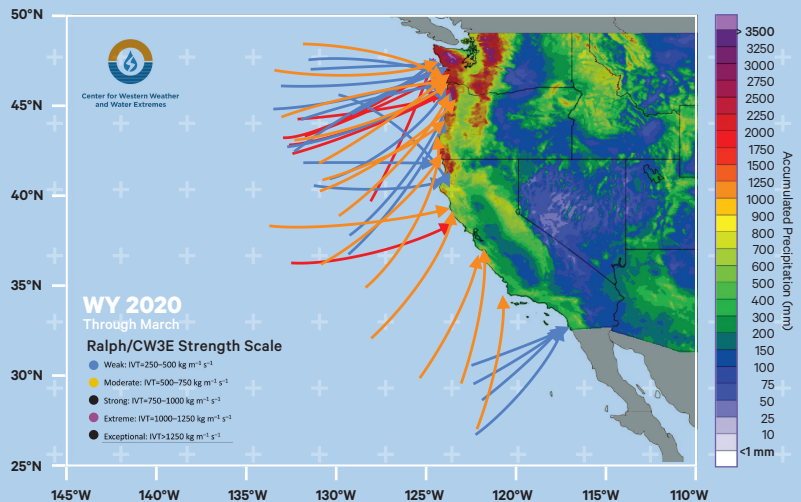 50°N
45°N
40°N
35°N
30°N
25°N
145°W
140°W
135°W
130°W
125°W
120°W
115°W
110°W
Center for Western Weather
and Water Extremes
WY 2020
Through March
Ralph/CW3E Strength Scale
Weak: IVT=250–500 kg m⁻¹ s⁻¹
Moderate: IVT=500–750 kg m⁻¹ s⁻¹
Strong: IVT=750–1000 kg m⁻¹ s⁻¹
Extreme: IVT=1000–1250 kg m⁻¹ s⁻¹
Exceptional: IVT>1250 kg m⁻¹ s⁻¹
> 3500
3250
3000
2750
2500
2250
2000
1750
1500
1250
1000
900
800
700
600
500
400
300
200
150
100
75
50
25
10
<1 mm
Accumulated Precipitation (mm)